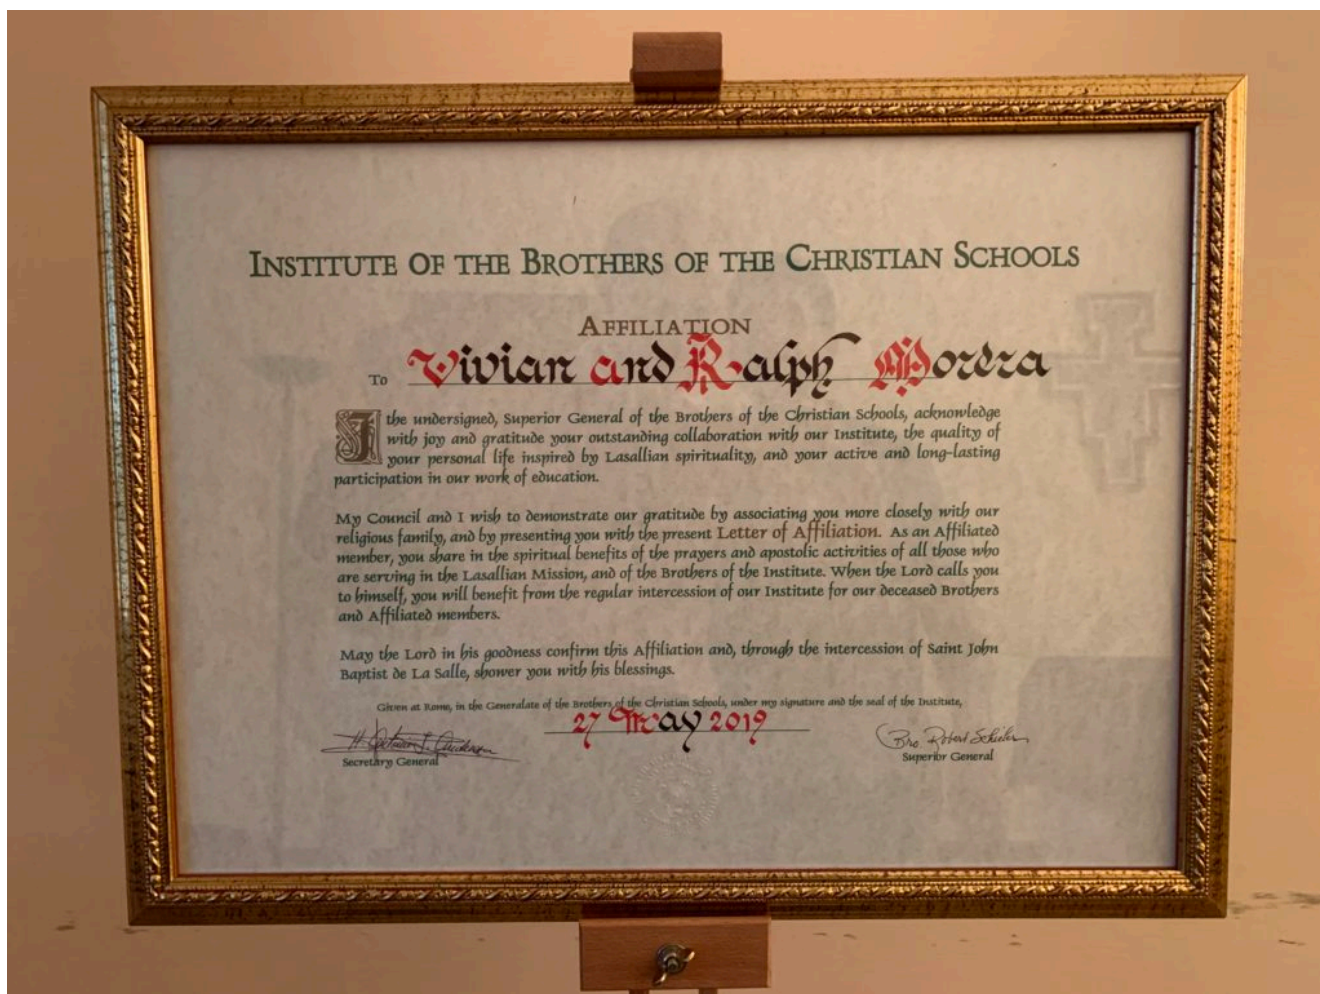 INSTITUTE OF THE BROTHERS OF THE CHRISTIAN SCHOOLS
AFFILIATION
To Vivian and Ralph Morera
I the undersigned, Superior General of the Brothers of the Christian Schools, acknowledge
with joy and gratitude your outstanding collaboration with our Institute, the quality of
your personal life inspired by Lasallian spirituality, and your active and long-lasting
participation in our work of education.
My Council and I wish to demonstrate our gratitude by associating you more closely with our
religious family, and by presenting you with the present Letter of Affiliation. As an Affiliated
member, you share in the spiritual benefits of the prayers and apostolic activities of all those who
are serving in the Lasallian Mission, and of the Brothers of the Institute. When the Lord calls you
to himself, you will benefit from the regular intercession of our Institute for our deceased Brothers
and Affiliated members.
May the Lord in his goodness confirm this Affiliation and, through the intercession of Saint John
Baptist de La Salle, shower you with his blessings.
Given at Rome, in the Generalate of the Brothers of the Christian Schools, under my signature and the seal of the Institute,
27 May 2019
Bro. Robert Schieler
Secretary General
Superior General